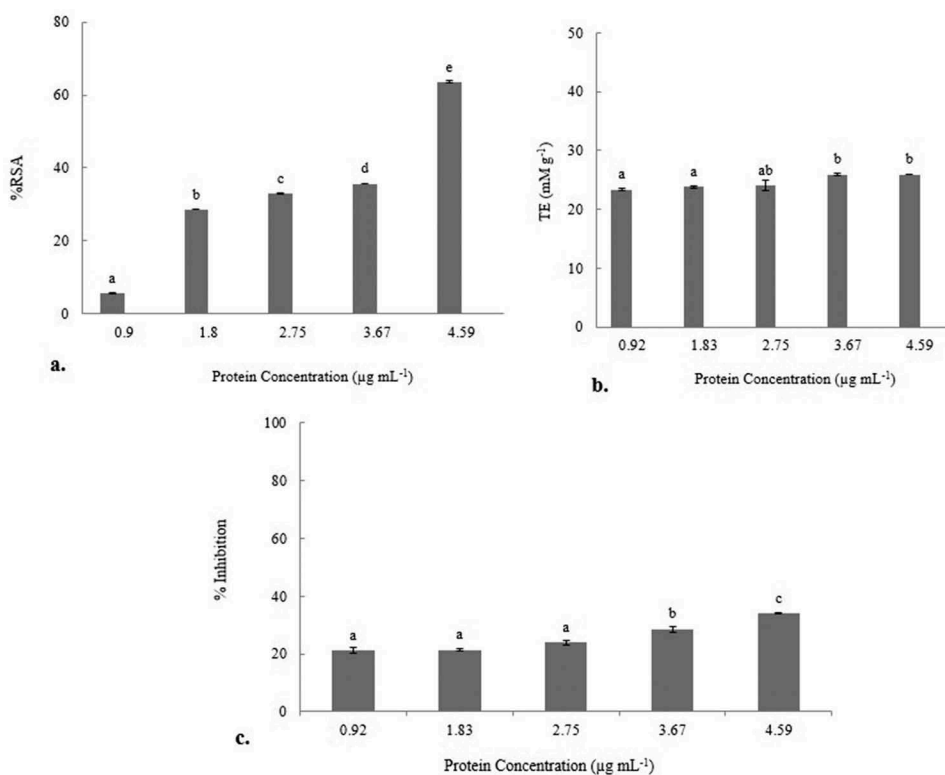 80
60
40
20
0
%RSA
a
b
c
d
e
0.9 1.8 2.75 3.67 4.59
a.
Protein Concentration (µg mL⁻¹)
50
40
30
20
10
0
TE (mM g⁻¹)
a
a
ab
b
b
0.92 1.83 2.75 3.67 4.59
b.
Protein Concentration (µg mL⁻¹)
100
80
60
40
20
0
% Inhibition
a
a
a
b
c
0.92 1.83 2.75 3.67 4.59
c.
Protein Concentration (µg mL⁻¹)